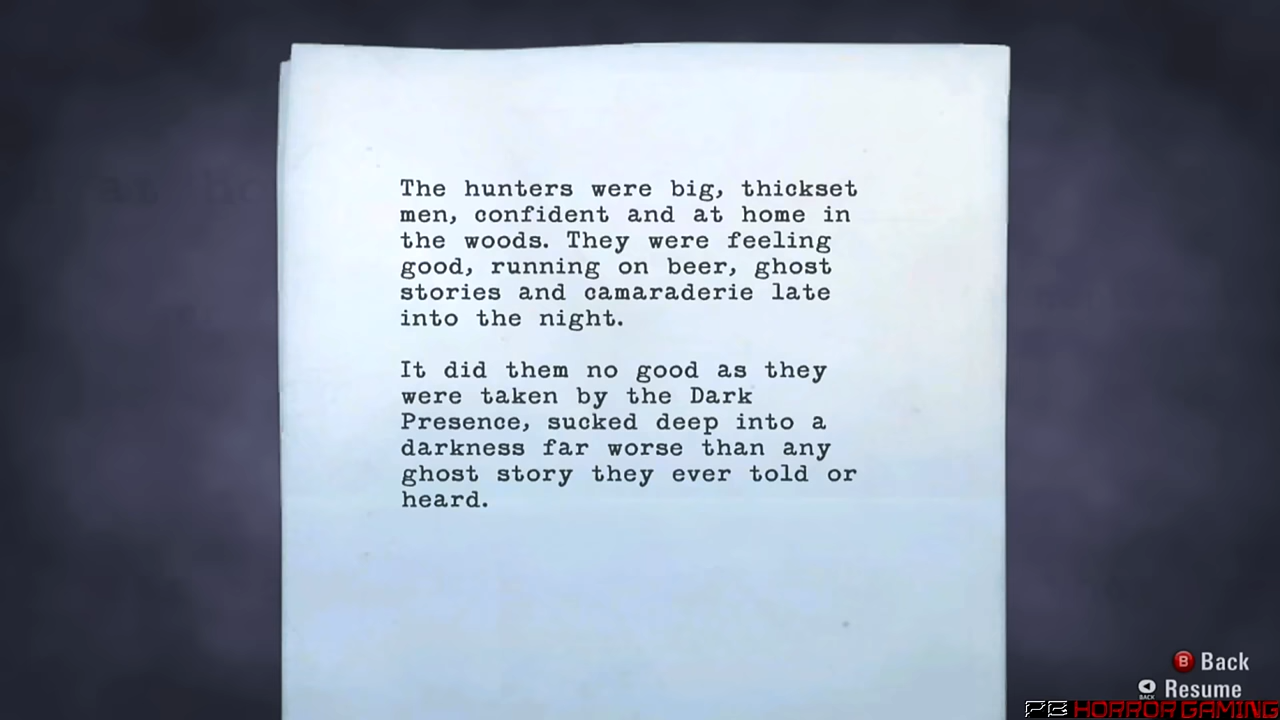 The hunters were big, thickset
men, confident and at home in
the woods. They were feeling
good, running on beer, ghost
stories and camaraderie late
into the night.
It did them no good as they
were taken by the Dark
Presence, sucked deep into a
darkness far worse than any
ghost story they ever told or
heard.
B Back
BACK Resume
HORROR GAMING